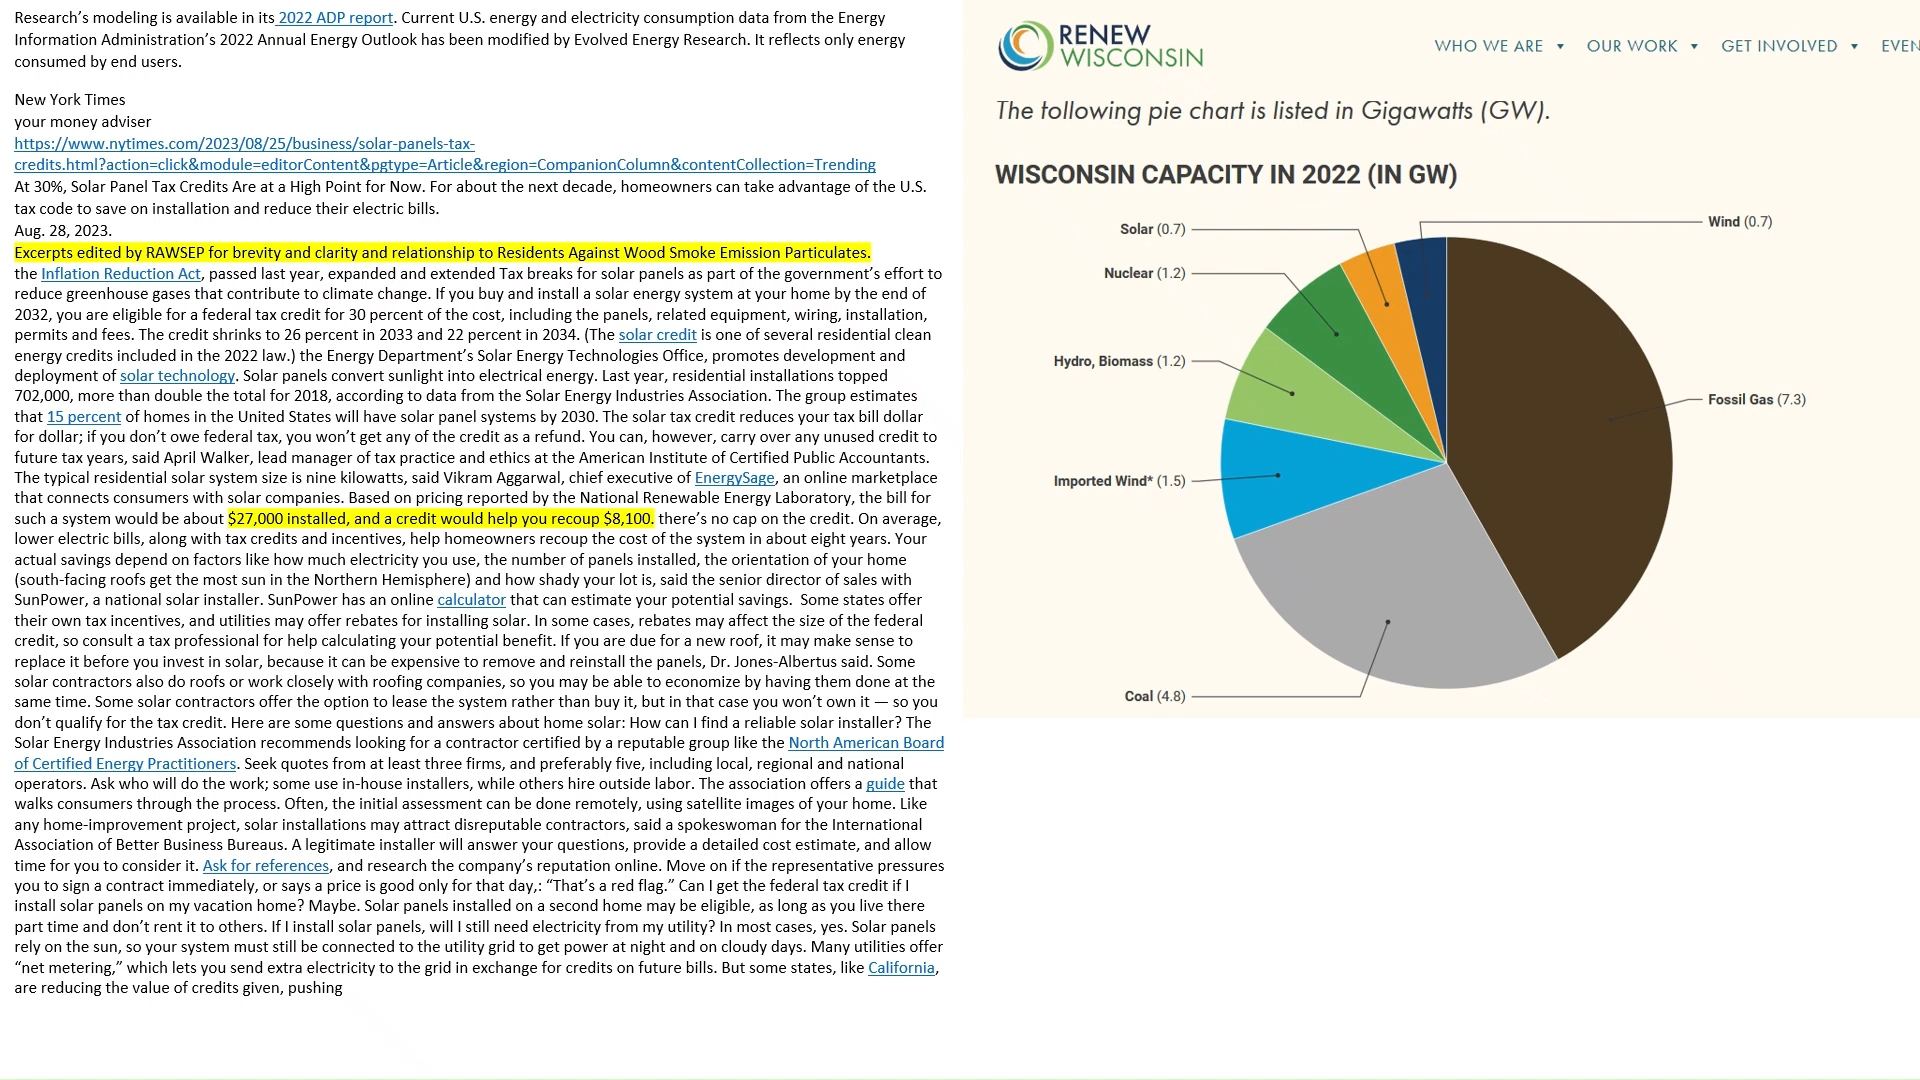 Research’s modeling is available in its 2022 ADP report. Current U.S. energy and electricity consumption data from the Energy
Information Administration’s 2022 Annual Energy Outlook has been modified by Evolved Energy Research. It reflects only energy
consumed by end users.
New York Times
your money adviser
https://www.nytimes.com/2023/08/25/business/solar-panels-tax-
credits.html?action=click&module=editorContent&pgtype=Article&region=CompanionColumn&contentCollection=Trending
At 30%, Solar Panel Tax Credits Are at a High Point for Now. For about the next decade, homeowners can take advantage of the U.S.
tax code to save on installation and reduce their electric bills.
Aug. 28, 2023.
Excerpts edited by RAWSEP for brevity and clarity and relationship to Residents Against Wood Smoke Emission Particulates.
the Inflation Reduction Act, passed last year, expanded and extended Tax breaks for solar panels as part of the government’s effort to
reduce greenhouse gases that contribute to climate change. If you buy and install a solar energy system at your home by the end of
2032, you are eligible for a federal tax credit for 30 percent of the cost, including the panels, related equipment, wiring, installation,
permits and fees. The credit shrinks to 26 percent in 2033 and 22 percent in 2034. (The solar credit is one of several residential clean
energy credits included in the 2022 law.) the Energy Department’s Solar Energy Technologies Office, promotes development and
deployment of solar technology. Solar panels convert sunlight into electrical energy. Last year, residential installations topped
702,000, more than double the total for 2018, according to data from the Solar Energy Industries Association. The group estimates
that 15 percent of homes in the United States will have solar panel systems by 2030. The solar tax credit reduces your tax bill dollar
for dollar; if you don’t owe federal tax, you won’t get any of the credit as a refund. You can, however, carry over any unused credit to
future tax years, said April Walker, lead manager of tax practice and ethics at the American Institute of Certified Public Accountants.
The typical residential solar system size is nine kilowatts, said Vikram Aggarwal, chief executive of EnergySage, an online marketplace
that connects consumers with solar companies. Based on pricing reported by the National Renewable Energy Laboratory, the bill for
such a system would be about $27,000 installed, and a credit would help you recoup $8,100. there’s no cap on the credit. On average,
lower electric bills, along with tax credits and incentives, help homeowners recoup the cost of the system in about eight years. Your
actual savings depend on factors like how much electricity you use, the number of panels installed, the orientation of your home
(south-facing roofs get the most sun in the Northern Hemisphere) and how shady your lot is, said the senior director of sales with
SunPower, a national solar installer. SunPower has an online calculator that can estimate your potential savings.  Some states offer
their own tax incentives, and utilities may offer rebates for installing solar. In some cases, rebates may affect the size of the federal
credit, so consult a tax professional for help calculating your potential benefit. If you are due for a new roof, it may make sense to
replace it before you invest in solar, because it can be expensive to remove and reinstall the panels, Dr. Jones-Albertus said. Some
solar contractors also do roofs or work closely with roofing companies, so you may be able to economize by having them done at the
same time. Some solar contractors offer the option to lease the system rather than buy it, but in that case you won’t own it — so you
don’t qualify for the tax credit. Here are some questions and answers about home solar: How can I find a reliable solar installer? The
Solar Energy Industries Association recommends looking for a contractor certified by a reputable group like the North American Board
of Certified Energy Practitioners. Seek quotes from at least three firms, and preferably five, including local, regional and national
operators. Ask who will do the work; some use in-house installers, while others hire outside labor. The association offers a guide that
walks consumers through the process. Often, the initial assessment can be done remotely, using satellite images of your home. Like
any home-improvement project, solar installations may attract disreputable contractors, said a spokeswoman for the International
Association of Better Business Bureaus. A legitimate installer will answer your questions, provide a detailed cost estimate, and allow
time for you to consider it. Ask for references, and research the company’s reputation online. Move on if the representative pressures
you to sign a contract immediately, or says a price is good only for that day,: “That’s a red flag.” Can I get the federal tax credit if I
install solar panels on my vacation home? Maybe. Solar panels installed on a second home may be eligible, as long as you live there
part time and don’t rent it to others. If I install solar panels, will I still need electricity from my utility? In most cases, yes. Solar panels
rely on the sun, so your system must still be connected to the utility grid to get power at night and on cloudy days. Many utilities offer
“net metering,” which lets you send extra electricity to the grid in exchange for credits on future bills. But some states, like California,
are reducing the value of credits given, pushing
RENEW
WISCONSIN
WHO WE ARE
OUR WORK
GET INVOLVED
EVEN
The following pie chart is listed in Gigawatts (GW).
WISCONSIN CAPACITY IN 2022 (IN GW)
Wind (0.7)
Solar (0.7)
Nuclear (1.2)
Hydro, Biomass (1.2)
Fossil Gas (7.3)
Imported Wind* (1.5)
Coal (4.8)